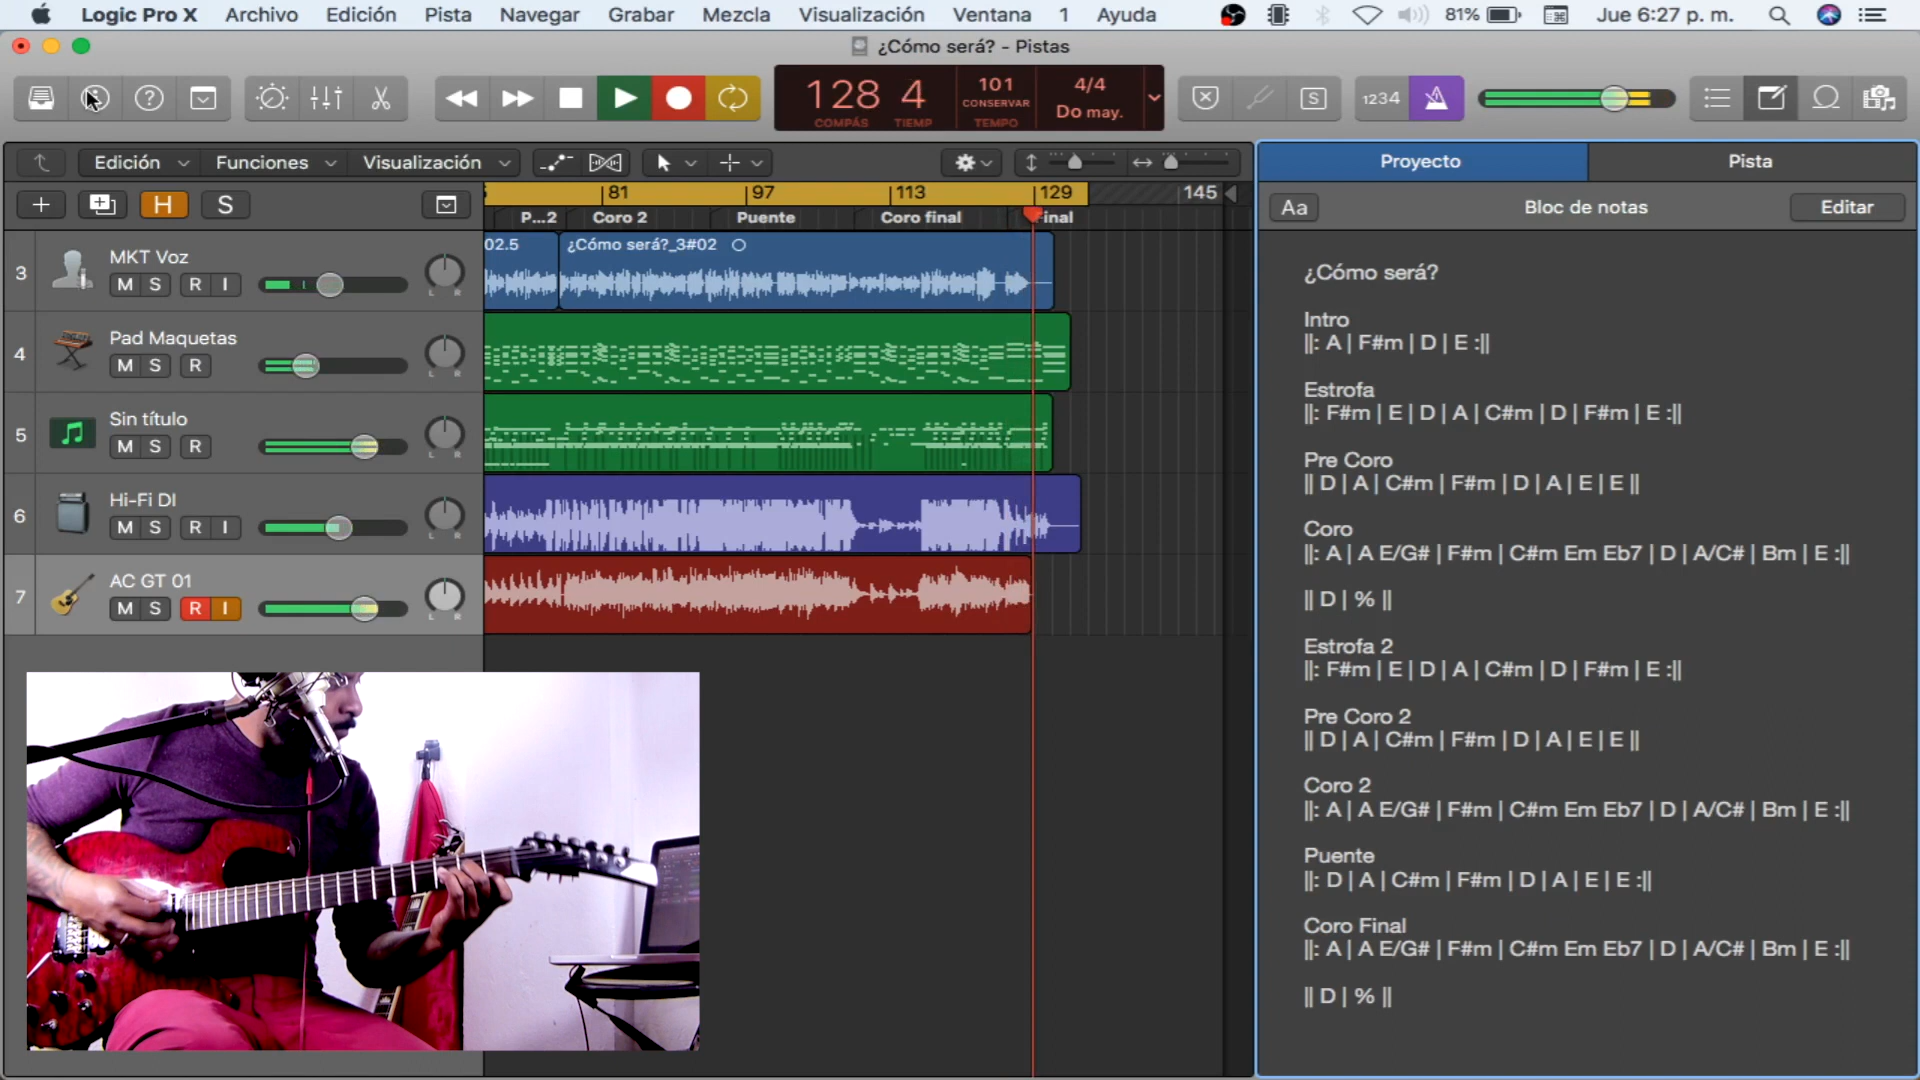 Logic Pro X Archivo Edición Pista Navegar Grabar Mezcla Visualización Ventana 1 Ayuda 81% Jue 6:27 p. m.
¿Cómo será? - Pistas
128 4 101 4/4
CONSERVAR Do may.
COMPÁS TIEMP TEMPO
S 1234
Edición Funciones Visualización
Proyecto Pista
H S
81 97 113 129 145
P...2 Coro 2 Puente Coro final inal
Aa Bloc de notas Editar
3 MKT Voz
M S R I
L R
02.5 ¿Cómo será?_3#02
4 Pad Maquetas
M S R
L R
5 Sin título
M S R
L R
6 Hi-Fi DI
M S R I
L R
7 AC GT 01
M S R I
L R
¿Cómo será?
Intro
||: A | F#m | D | E :||
Estrofa
||: F#m | E | D | A | C#m | D | F#m | E :||
Pre Coro
|| D | A | C#m | F#m | D | A | E | E ||
Coro
||: A | A E/G# | F#m | C#m Em Eb7 | D | A/C# | Bm | E :||
|| D | % ||
Estrofa 2
||: F#m | E | D | A | C#m | D | F#m | E :||
Pre Coro 2
|| D | A | C#m | F#m | D | A | E | E ||
Coro 2
||: A | A E/G# | F#m | C#m Em Eb7 | D | A/C# | Bm | E :||
Puente
||: D | A | C#m | F#m | D | A | E | E :||
Coro Final
||: A | A E/G# | F#m | C#m Em Eb7 | D | A/C# | Bm | E :||
|| D | % ||